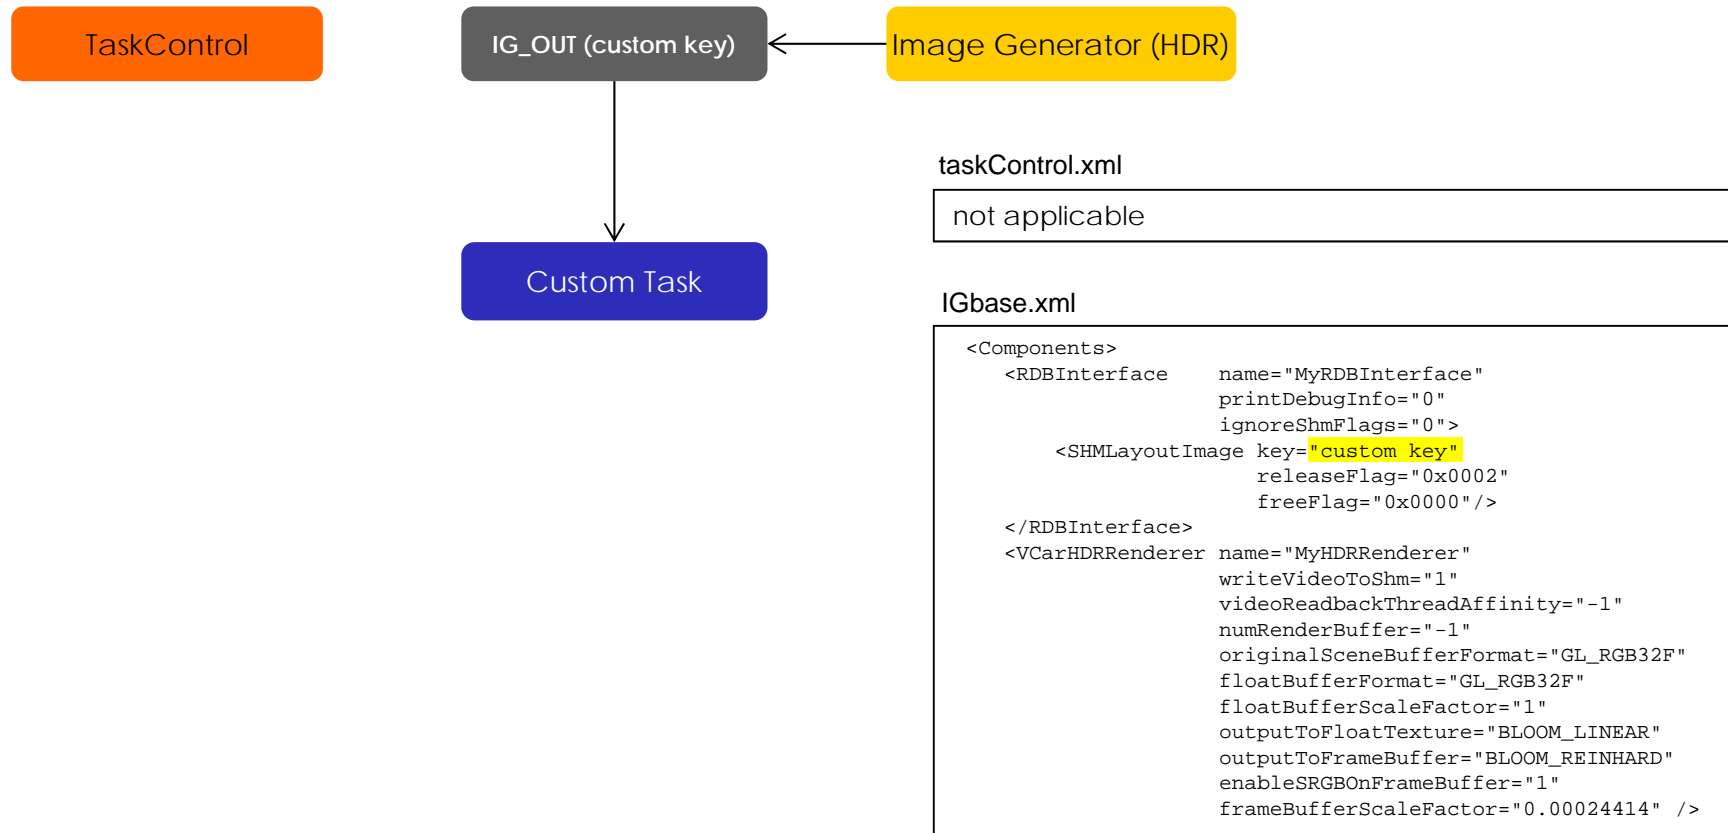 TaskControl
IG_OUT (custom key)
Image Generator (HDR)
taskControl.xml
not applicable
Custom Task
IGbase.xml
<Components>
<RDBInterface name="MyRDBInterface"
printDebugInfo="0"
ignoreShmFlags="0">
<SHMLayoutImage key="custom key"
releaseFlag="0x0002"
freeFlag="0x0000"/>
</RDBInterface>
<VCarHDRRenderer name="MyHDRRenderer"
writeVideoToShm="1"
videoReadbackThreadAffinity="-1"
numRenderBuffer="-1"
originalSceneBufferFormat="GL_RGB32F"
floatBufferFormat="GL_RGB32F"
floatBufferScaleFactor="1"
outputToFloatTexture="BLOOM_LINEAR"
outputToFrameBuffer="BLOOM_REINHARD"
enableSRGBOnFrameBuffer="1"
frameBufferScaleFactor="0.00024414" />